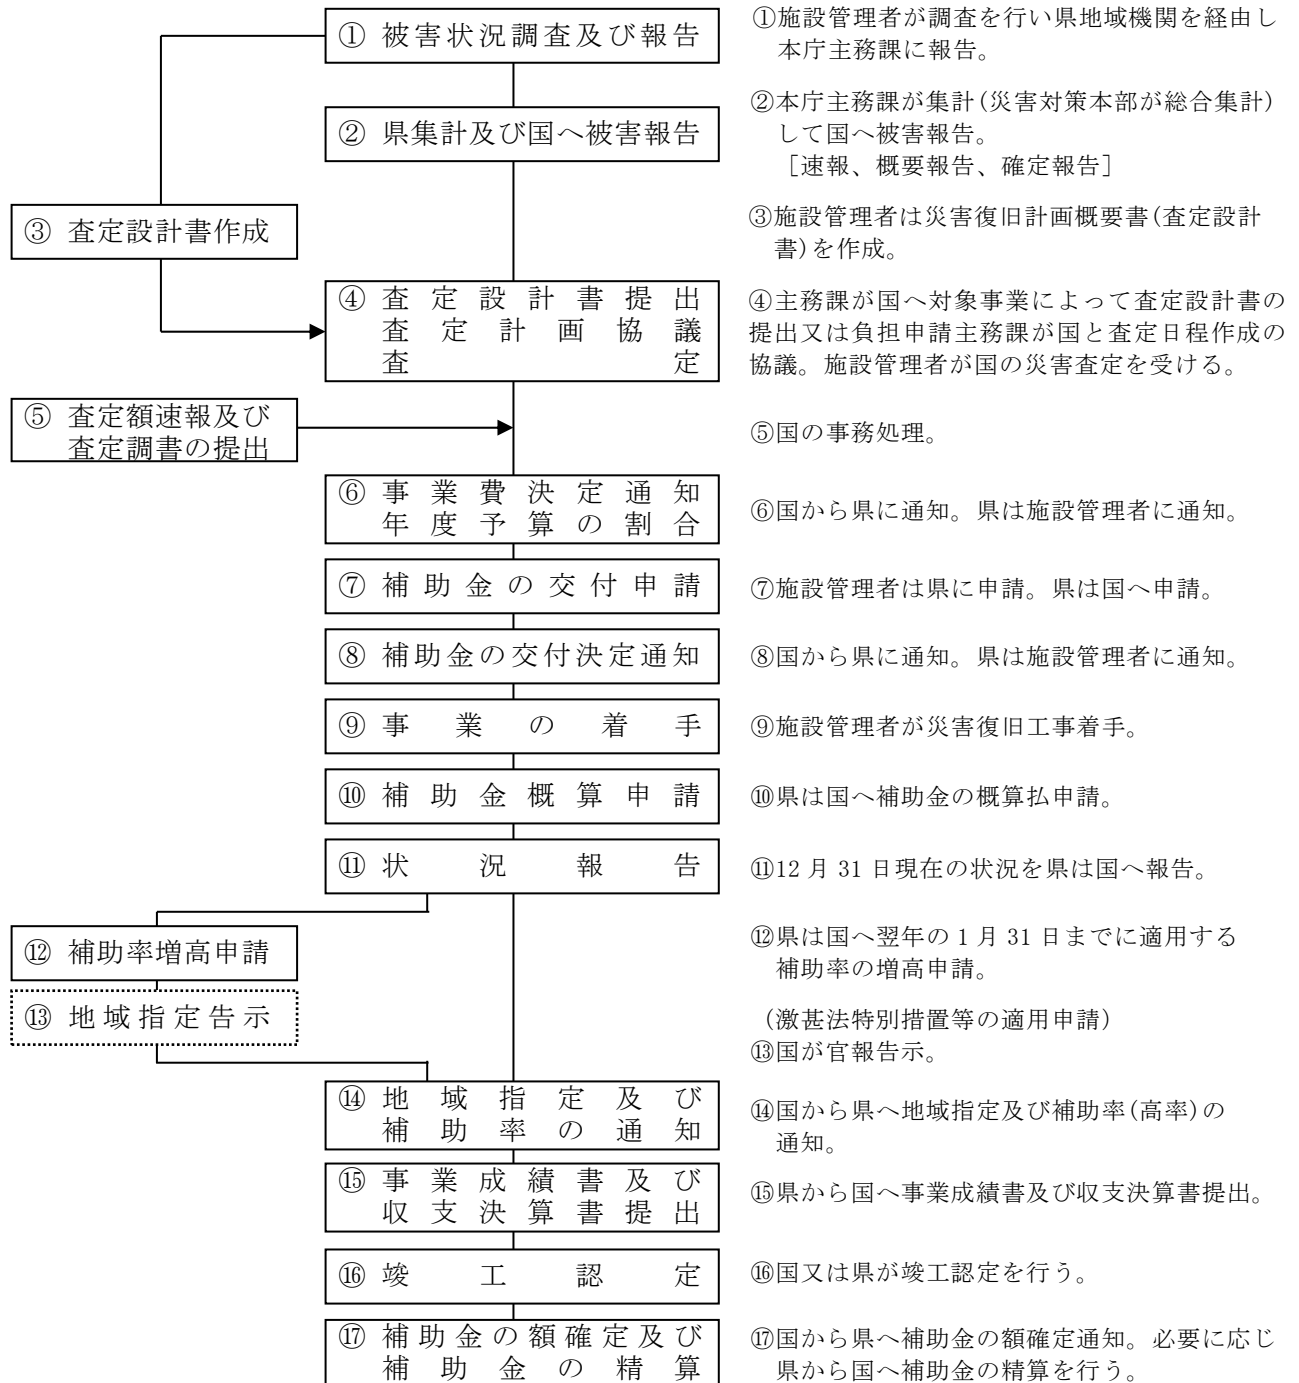 ① 被害状況調査及び報告
①施設管理者が調査を行い県地域機関を経由し
本庁主務課に報告。
② 県集計及び国へ被害報告
②本庁主務課が集計(災害対策本部が総合集計)
して国へ被害報告。
［速報、概要報告、確定報告］
③ 査定設計書作成
③施設管理者は災害復旧計画概要書(査定設計
書)を作成。
④ 査定設計書提出
査定計画協議
査定
④主務課が国へ対象事業によって査定設計書の
提出又は負担申請主務課が国と査定日程作成の
協議。施設管理者が国の災害査定を受ける。
⑤ 査定額速報及び
査定調書の提出
⑤国の事務処理。
⑥ 事業費決定通知
年度予算の割合
⑥国から県に通知。県は施設管理者に通知。
⑦ 補助金の交付申請
⑦施設管理者は県に申請。県は国へ申請。
⑧ 補助金の交付決定通知
⑧国から県に通知。県は施設管理者に通知。
⑨ 事業の着手
⑨施設管理者が災害復旧工事着手。
⑩ 補助金概算申請
⑩県は国へ補助金の概算払申請。
⑪ 状況報告
⑪12 月 31 日現在の状況を県は国へ報告。
⑫ 補助率増高申請
⑫県は国へ翌年の 1 月 31 日までに適用する
補助率の増高申請。
(激甚法特別措置等の適用申請)
⑬ 地域指定告示
⑬国が官報告示。
⑭ 地域指定及び
補助率の通知
⑭国から県へ地域指定及び補助率(高率)の
通知。
⑮ 事業成績書及び
収支決算書提出
⑮県から国へ事業成績書及び収支決算書提出。
⑯ 竣工認定
⑯国又は県が竣工認定を行う。
⑰ 補助金の額確定及び
補助金の精算
⑰国から県へ補助金の額確定通知。必要に応じ
県から国へ補助金の精算を行う。